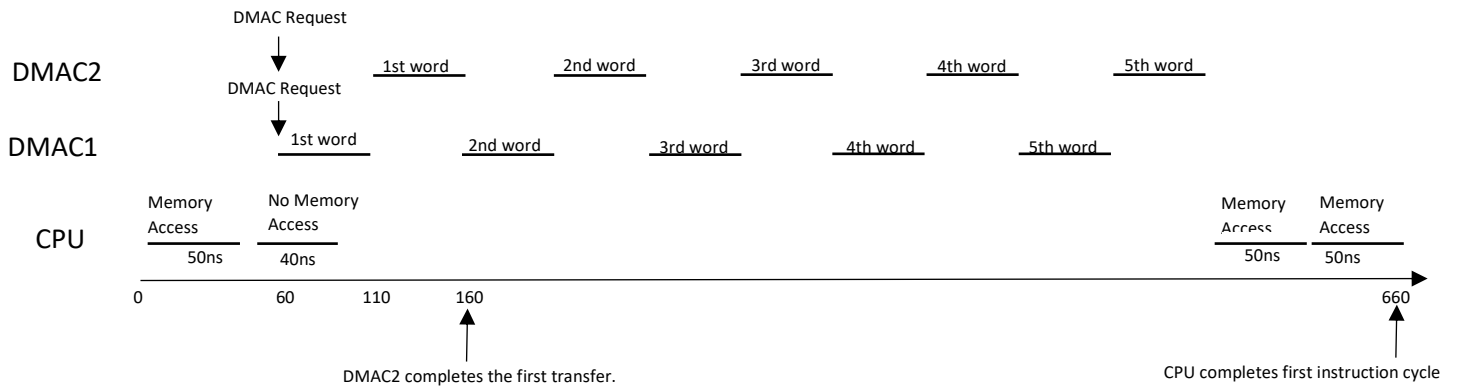 DMAC Request
DMAC2
1st word
2nd word
3rd word
4th word
5th word
DMAC Request
DMAC1
1st word
2nd word
3rd word
4th word
5th word
CPU
Memory
Access
50ns
No Memory
Access
40ns
Memory
Access
50ns
Memory
Access
50ns
0
60
110
160
660
DMAC2 completes the first transfer.
CPU completes first instruction cycle